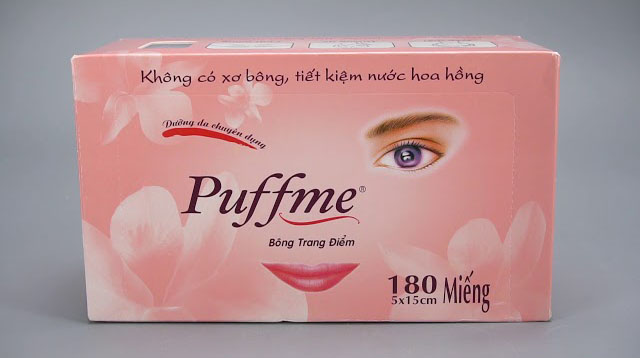 Không có xơ bông, tiết kiệm nước hoa hồng
Dưỡng da chuyên dụng
Puffme®
Bông Trang Điểm
180 Miếng
5x15cm